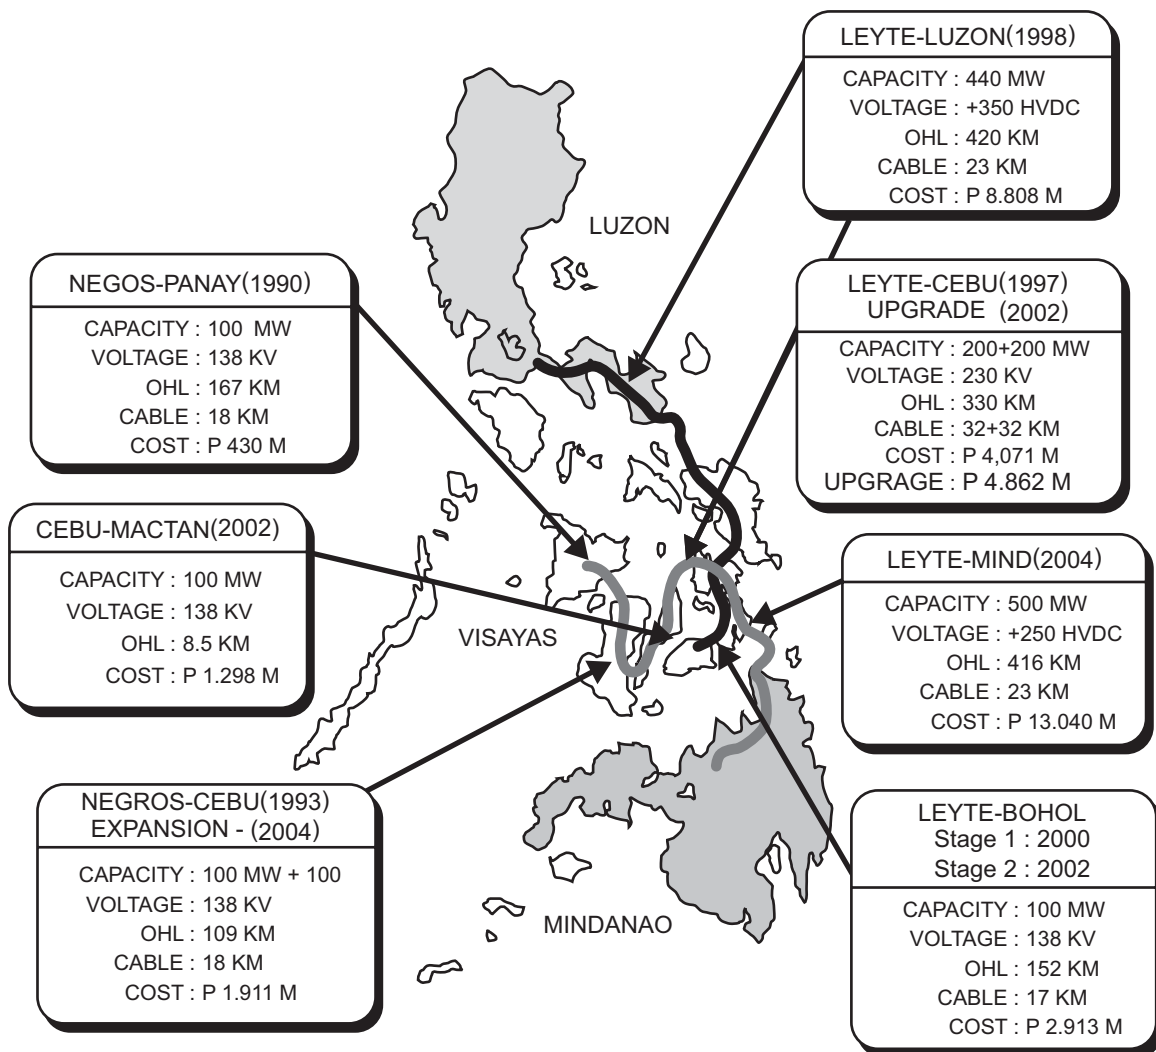 LEYTE-LUZON(1998)
CAPACITY : 440 MW
VOLTAGE : +350 HVDC
OHL : 420 KM
CABLE : 23 KM
COST : P 8.808 M
LUZON
NEGOS-PANAY(1990)
CAPACITY : 100 MW
VOLTAGE : 138 KV
OHL : 167 KM
CABLE : 18 KM
COST : P 430 M
LEYTE-CEBU(1997)
UPGRADE (2002)
CAPACITY : 200+200 MW
VOLTAGE : 230 KV
OHL : 330 KM
CABLE : 32+32 KM
COST : P 4,071 M
UPGRAGE : P 4.862 M
CEBU-MACTAN(2002)
CAPACITY : 100 MW
VOLTAGE : 138 KV
OHL : 8.5 KM
COST : P 1.298 M
VISAYAS
LEYTE-MIND(2004)
CAPACITY : 500 MW
VOLTAGE : +250 HVDC
OHL : 416 KM
CABLE : 23 KM
COST : P 13.040 M
NEGROS-CEBU(1993)
EXPANSION - (2004)
CAPACITY : 100 MW + 100
VOLTAGE : 138 KV
OHL : 109 KM
CABLE : 18 KM
COST : P 1.911 M
MINDANAO
LEYTE-BOHOL
Stage 1 : 2000
Stage 2 : 2002
CAPACITY : 100 MW
VOLTAGE : 138 KV
OHL : 152 KM
CABLE : 17 KM
COST : P 2.913 M